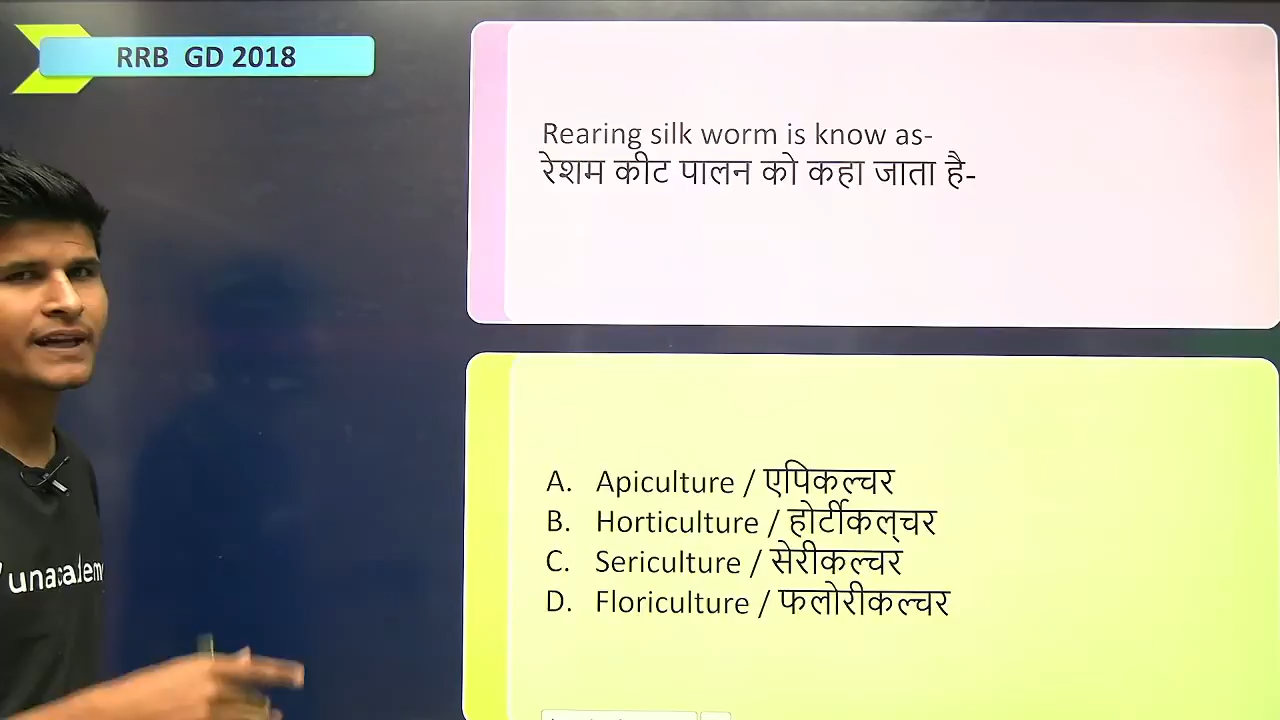 RRB GD 2018
Rearing silk worm is know as-
रेशम कीट पालन को कहा जाता है-
A. Apiculture / एपिकल्चर
B. Horticulture / होर्टीकल्‌चर
C. Sericulture / सेरीकल्चर
D. Floriculture / फलोरीकल्चर
unacademy